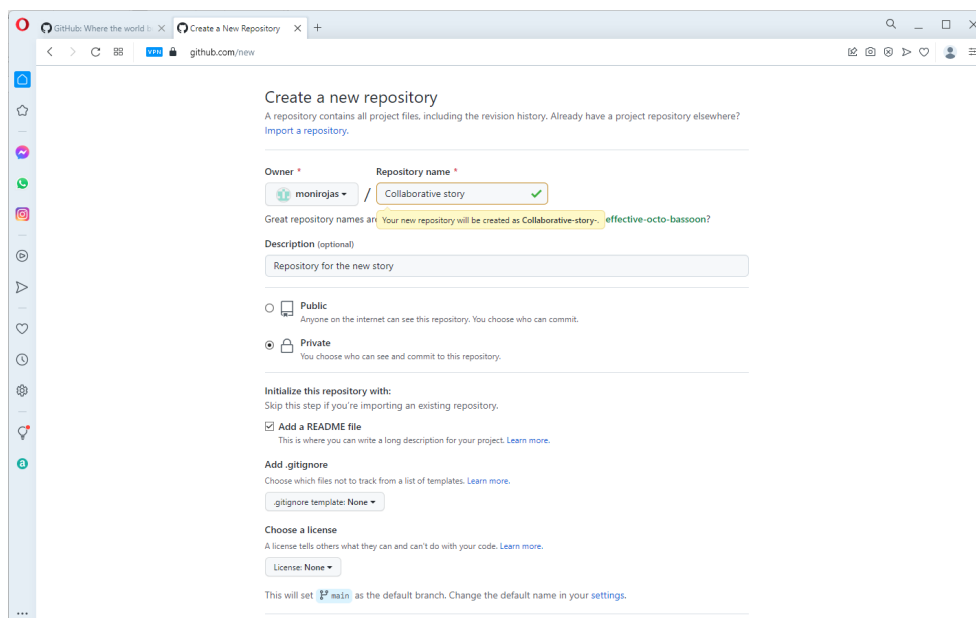 GitHub: Where the world b
Create a New Repository
VPN
github.com/new
Create a new repository
A repository contains all project files, including the revision history. Already have a project repository elsewhere?
Import a repository.
Owner *
Repository name *
monirojas
/
Collaborative story
Great repository names are
Your new repository will be created as Collaborative-story-.
effective-octo-bassoon?
Description (optional)
Repository for the new story
Public
Anyone on the internet can see this repository. You choose who can commit.
Private
You choose who can see and commit to this repository.
Initialize this repository with:
Skip this step if you're importing an existing repository.
Add a README file
This is where you can write a long description for your project. Learn more.
Add .gitignore
Choose which files not to track from a list of templates. Learn more.
.gitignore template: None
Choose a license
A license tells others what they can and can't do with your code. Learn more.
License: None
This will set main as the default branch. Change the default name in your settings.